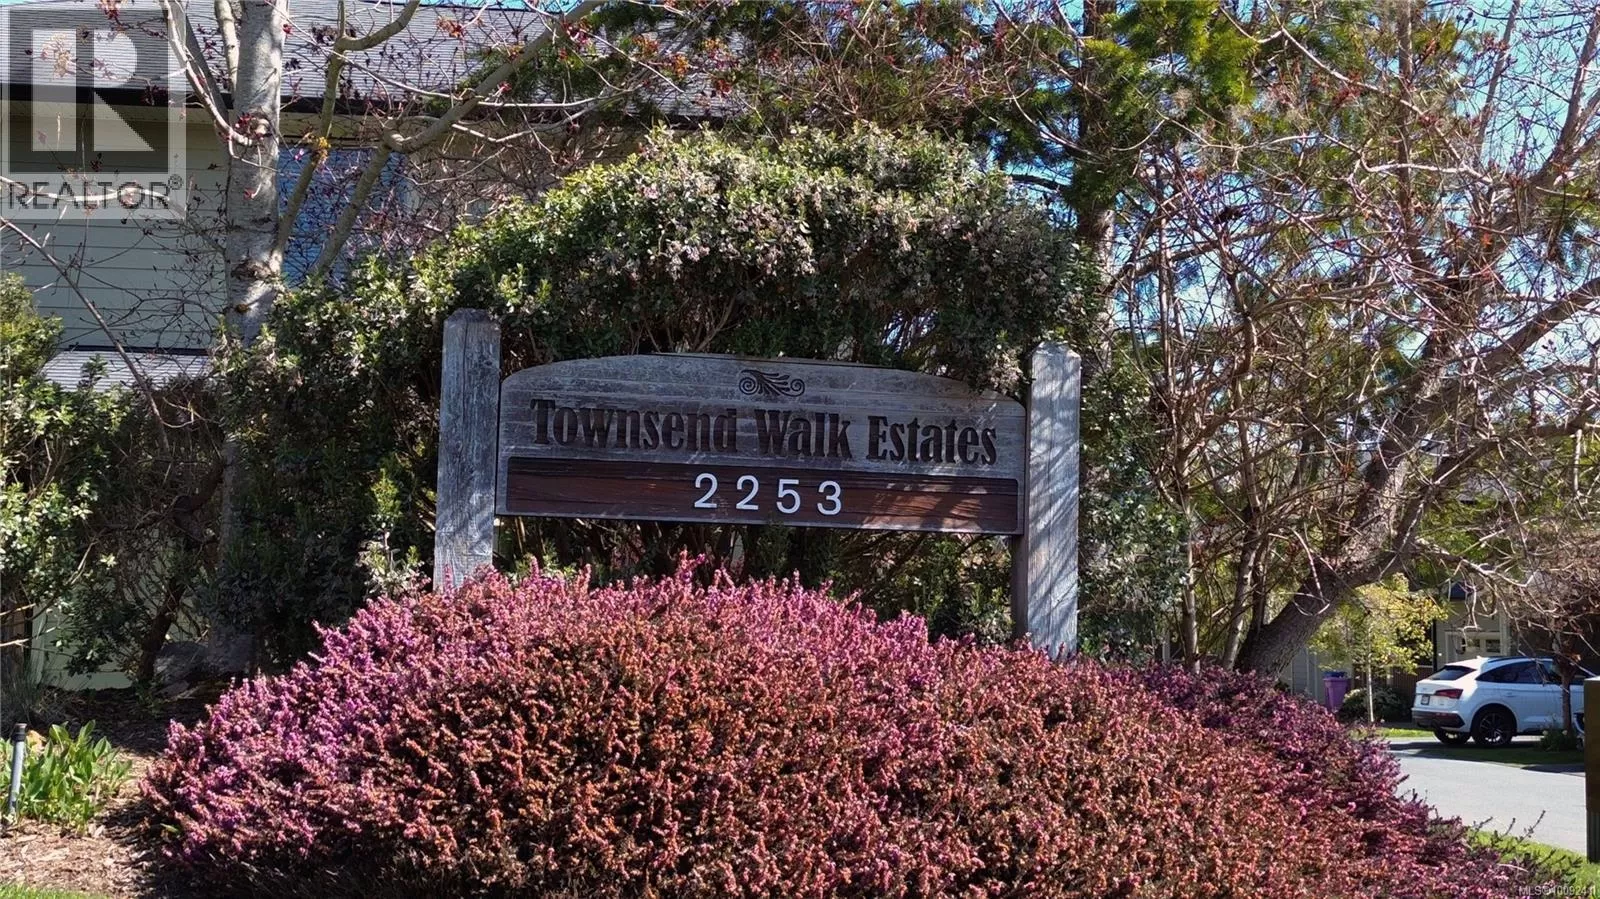 REALTOR®
Townsend Walk Estates
2253